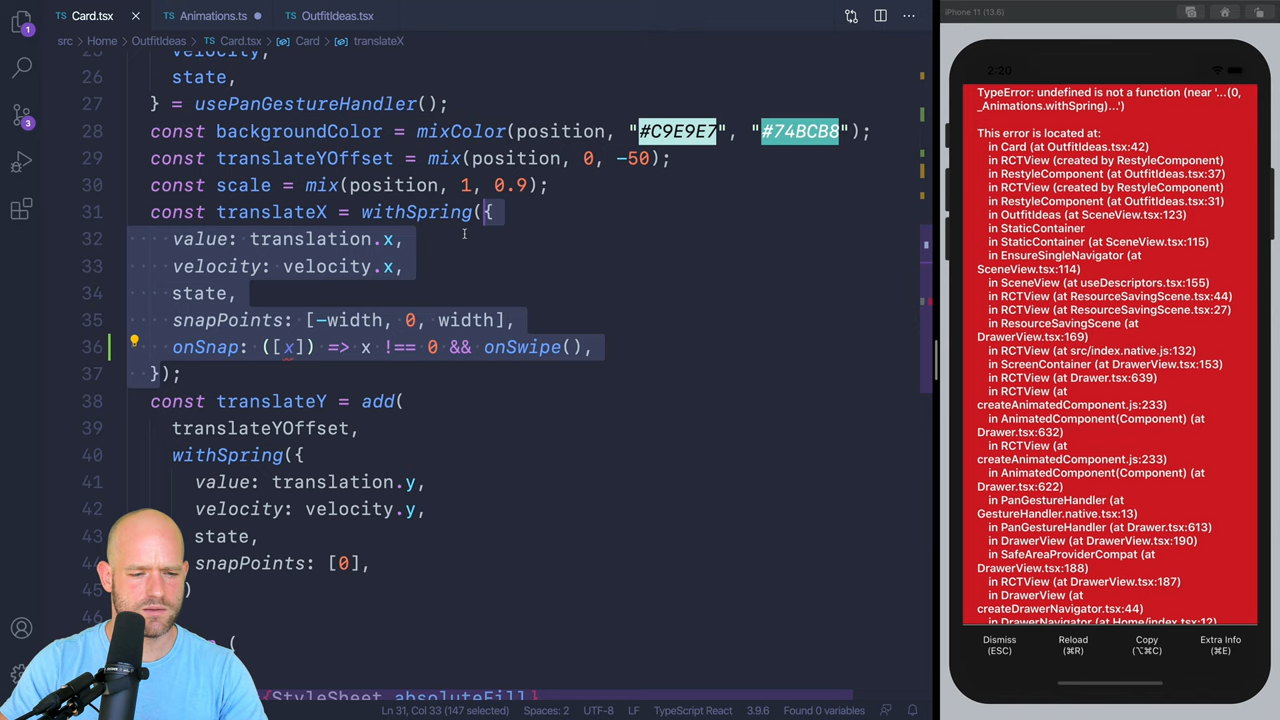 Card.tsx
Animations.ts
OutfitIdeas.tsx
iPhone 11 (13.6)
src > Home > OutfitIdeas > Card.tsx > Card > translateX
velocity,
26 state,
27 } = usePanGestureHandler();
28 const backgroundColor = mixColor(position, "#C9E9E7", "#74BCB8");
29 const translateYOffset = mix(position, 0, -50);
30 const scale = mix(position, 1, 0.9);
31 const translateX = withSpring({
32 value: translation.x,
33 velocity: velocity.x,
34 state,
35 snapPoints: [-width, 0, width],
36 onSnap: ([x]) => x !== 0 && onSwipe(),
37 });
38 const translateY = add(
39 translateYOffset,
40 withSpring({
41 value: translation.y,
42 velocity: velocity.y,
43 state,
snapPoints: [0],
StyleSheet.absoluteFill}
Ln 31, Col 33 (147 selected) Spaces: 2 UTF-8 LF TypeScript React 3.9.6 Found 0 variables
1
3
2:20
TypeError: undefined is not a function (near '...(0,
_Animations.withSpring)...')
This error is located at:
in Card (at OutfitIdeas.tsx:42)
in RCTView (created by RestyleComponent)
in RestyleComponent (at OutfitIdeas.tsx:37)
in RCTView (created by RestyleComponent)
in RestyleComponent (at OutfitIdeas.tsx:31)
in OutfitIdeas (at SceneView.tsx:123)
in StaticContainer
in StaticContainer (at SceneView.tsx:115)
in EnsureSingleNavigator (at
SceneView.tsx:114)
in SceneView (at useDescriptors.tsx:155)
in RCTView (at ResourceSavingScene.tsx:44)
in RCTView (at ResourceSavingScene.tsx:27)
in ResourceSavingScene (at
DrawerView.tsx:169)
in RCTView (at src/index.native.js:132)
in ScreenContainer (at DrawerView.tsx:153)
in RCTView (at Drawer.tsx:639)
in RCTView (at
createAnimatedComponent.js:233)
in AnimatedComponent(Component) (at
Drawer.tsx:632)
in RCTView (at
createAnimatedComponent.js:233)
in AnimatedComponent(Component) (at
Drawer.tsx:622)
in PanGestureHandler (at
GestureHandler.native.tsx:13)
in PanGestureHandler (at Drawer.tsx:613)
in DrawerView (at DrawerView.tsx:190)
in SafeAreaProviderCompat (at
DrawerView.tsx:188)
in RCTView (at DrawerView.tsx:187)
in DrawerView (at
createDrawerNavigator.tsx:44)
in DrawerNavigator (at Home/index.tsx:12)
Dismiss Reload Copy Extra Info
(ESC) (⌘R) (⌥⌘C) (⌘E)